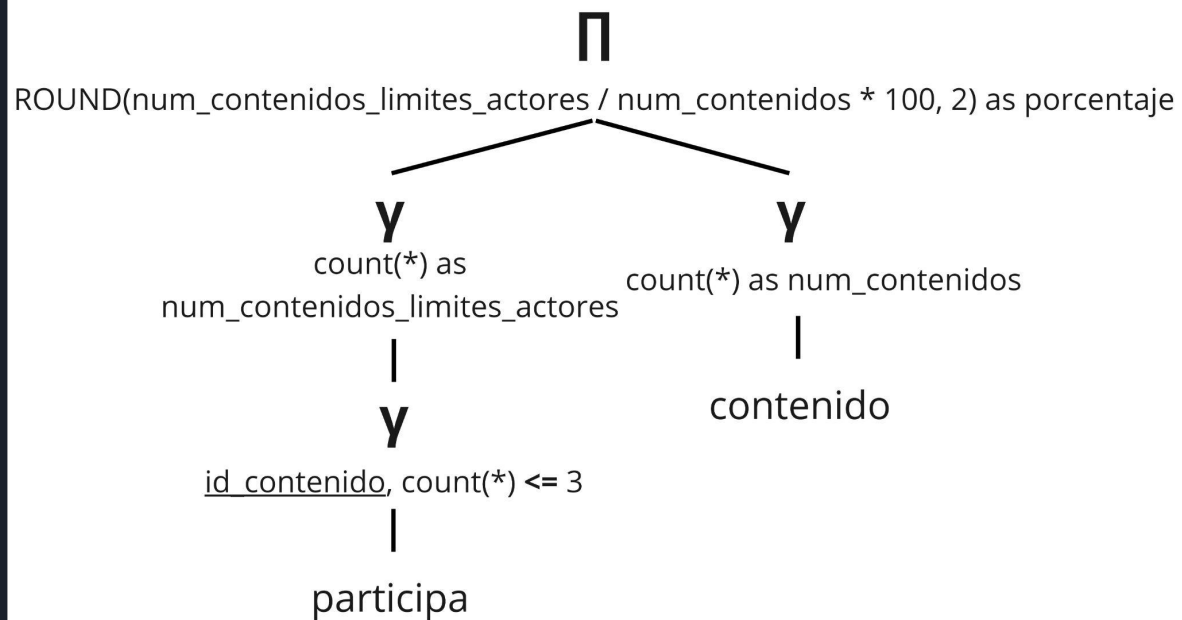 Π
ROUND(num_contenidos_limites_actores / num_contenidos * 100, 2) as porcentaje
γ
count(*) as
num_contenidos_limites_actores
γ
id_contenido, count(*) <= 3
participa
γ
count(*) as num_contenidos
contenido